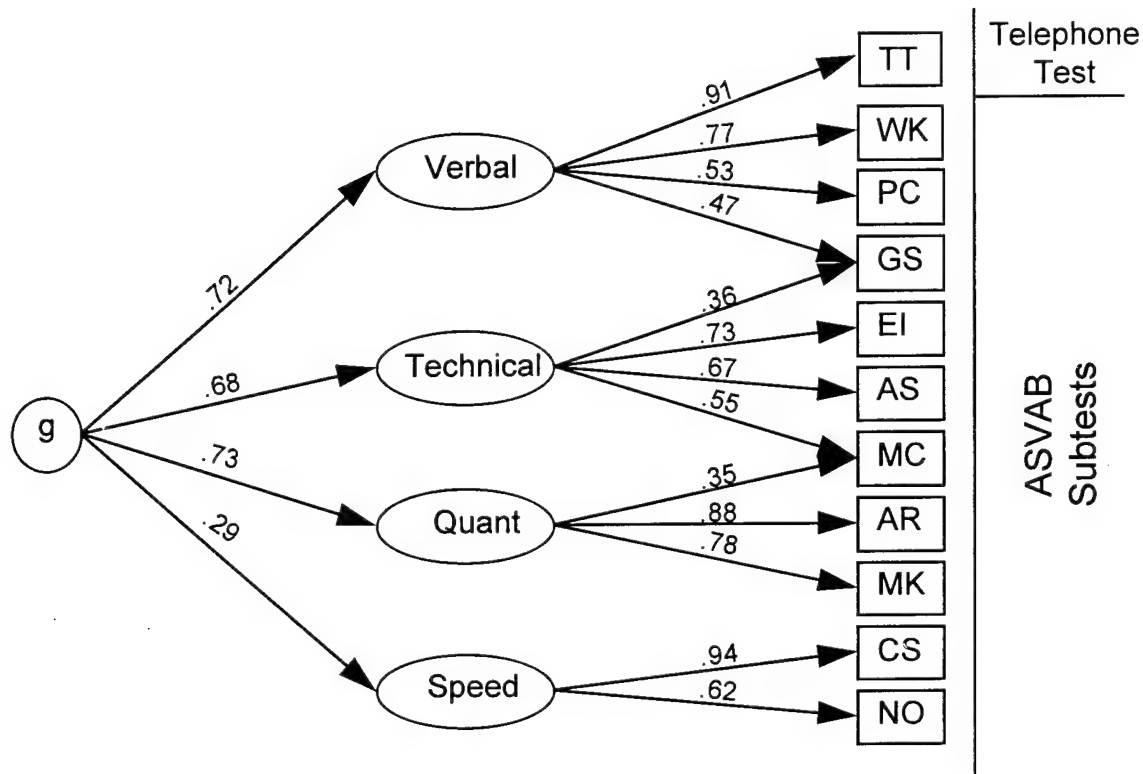 TT
Telephone
Test
.91
WK
.77
Verbal
.53
PC
.47
GS
.72
.36
EI
.73
Technical
.67
AS
.68
.55
g
MC
.73
.35
ASVAB
Subtests
Quant
.88
AR
.29
.78
MK
CS
.94
Speed
.62
NO